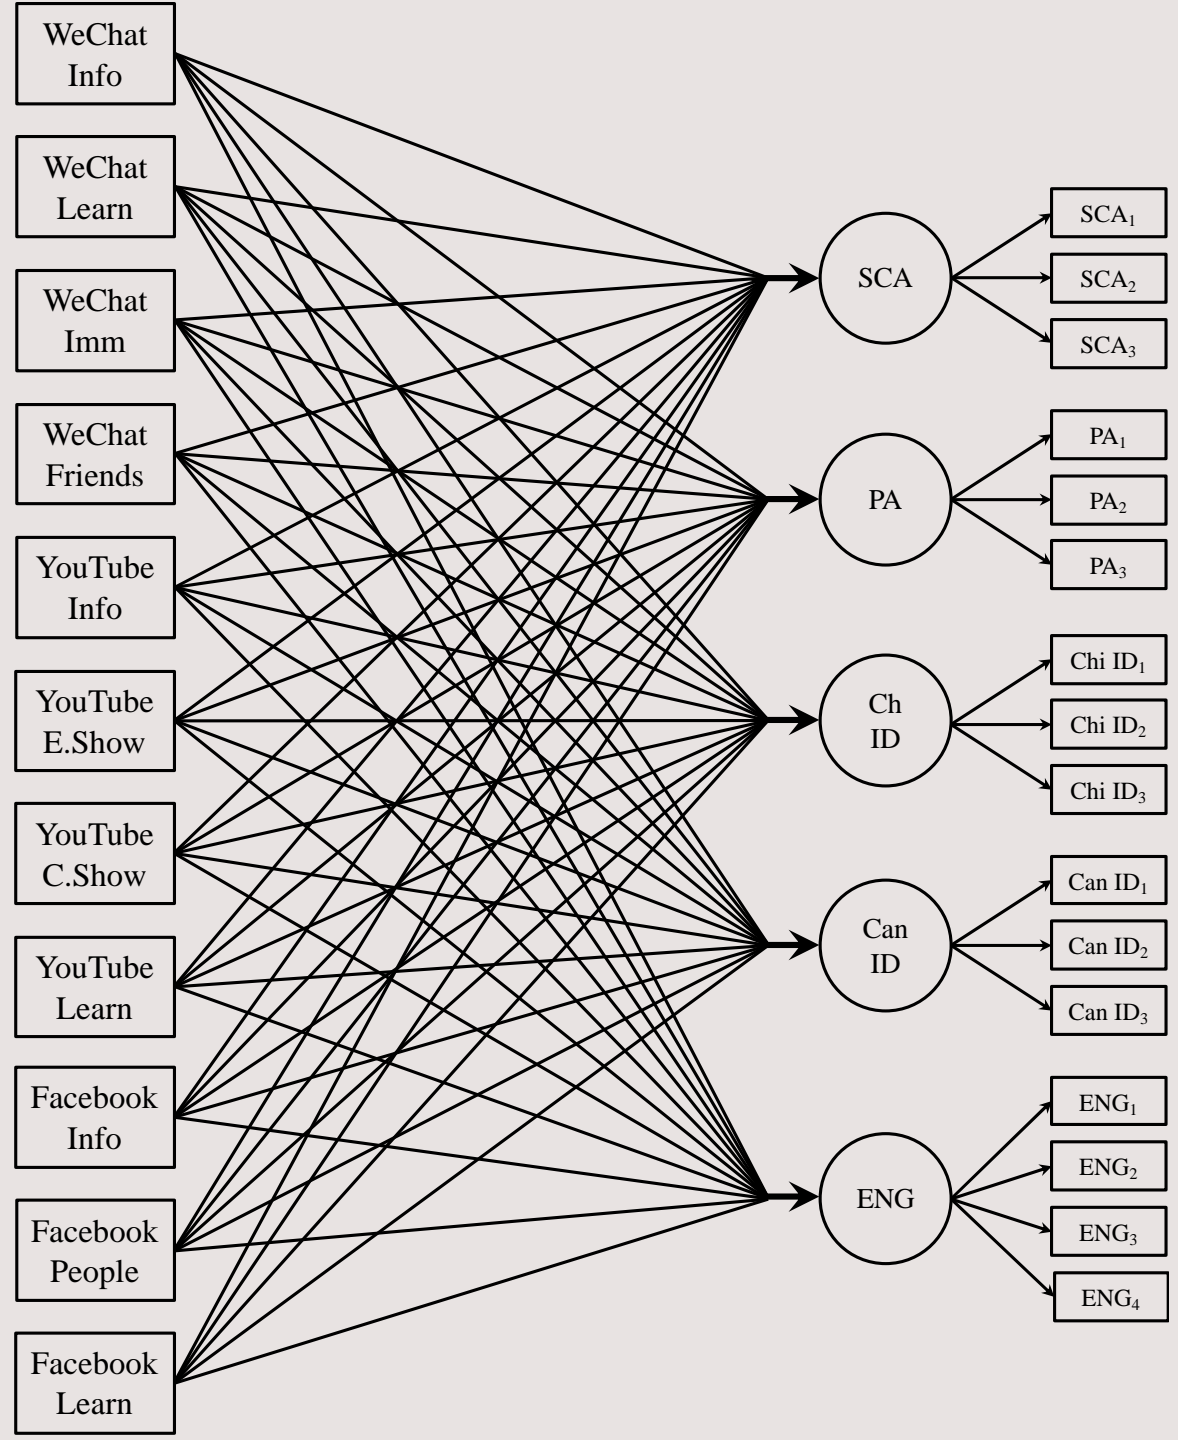 WeChat
Info
WeChat
Learn
WeChat
Imm
WeChat
Friends
YouTube
Info
YouTube
E.Show
YouTube
C.Show
YouTube
Learn
Facebook
Info
Facebook
People
Facebook
Learn
SCA
PA
Ch
ID
Can
ID
ENG
SCA₁
SCA₂
SCA₃
PA₁
PA₂
PA₃
Chi ID₁
Chi ID₂
Chi ID₃
Can ID₁
Can ID₂
Can ID₃
ENG₁
ENG₂
ENG₃
ENG₄